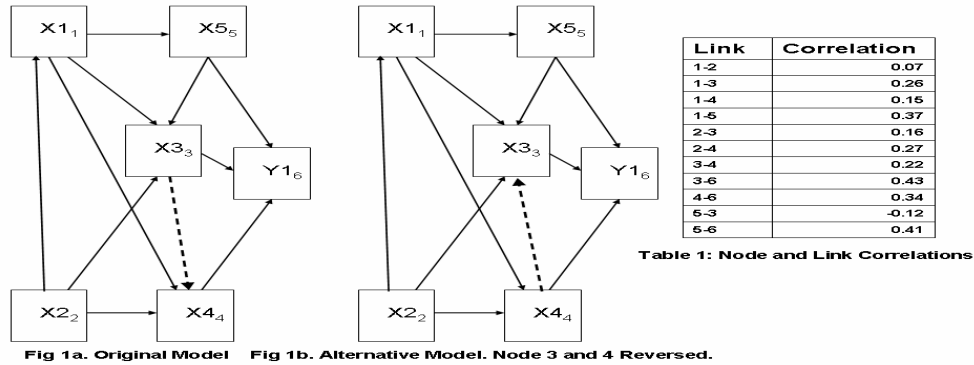 X1₁
X5₅
X3₃
Y1₆
X2₂
X4₄
Fig 1a. Original Model
X1₁
X5₅
X3₃
Y1₆
X2₂
X4₄
Fig 1b. Alternative Model. Node 3 and 4 Reversed.
Link Correlation
1-2 0.07
1-3 0.26
1-4 0.15
1-5 0.37
2-3 0.16
2-4 0.27
3-4 0.22
3-6 0.43
4-6 0.34
5-3 -0.12
5-6 0.41
Table 1: Node and Link Correlations